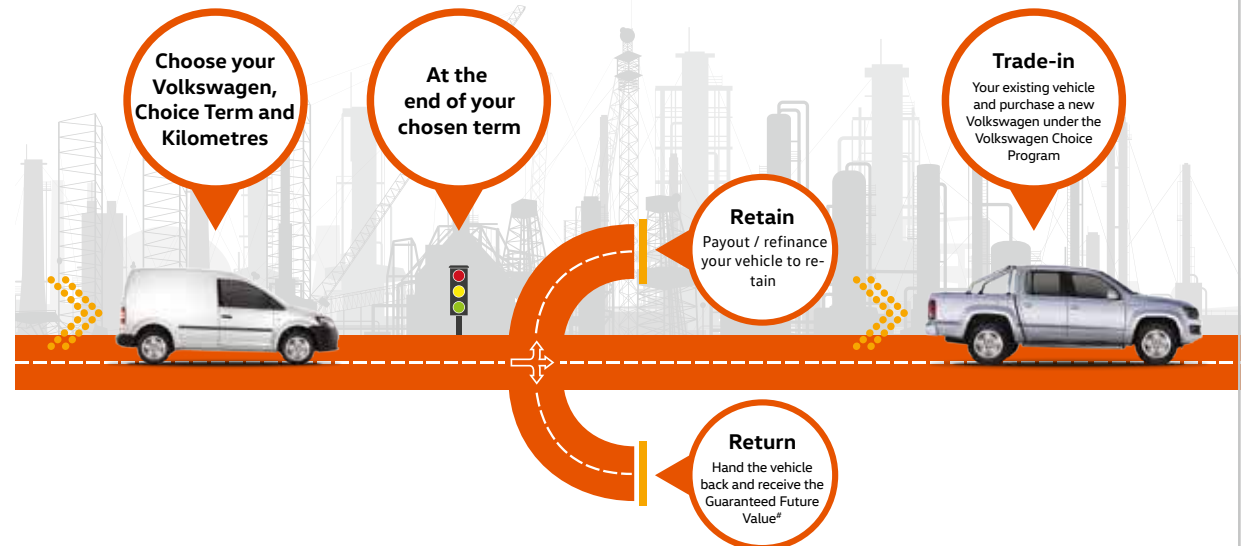 Choose your
Volkswagen,
Choice Term and
Kilometres
At the
end of your
chosen term
Retain
Payout / refinance
your vehicle to re-
tain
Return
Hand the vehicle
back and receive the
Guaranteed Future
Value#
Trade-in
Your existing vehicle
and purchase a new
Volkswagen under the
Volkswagen Choice
Program